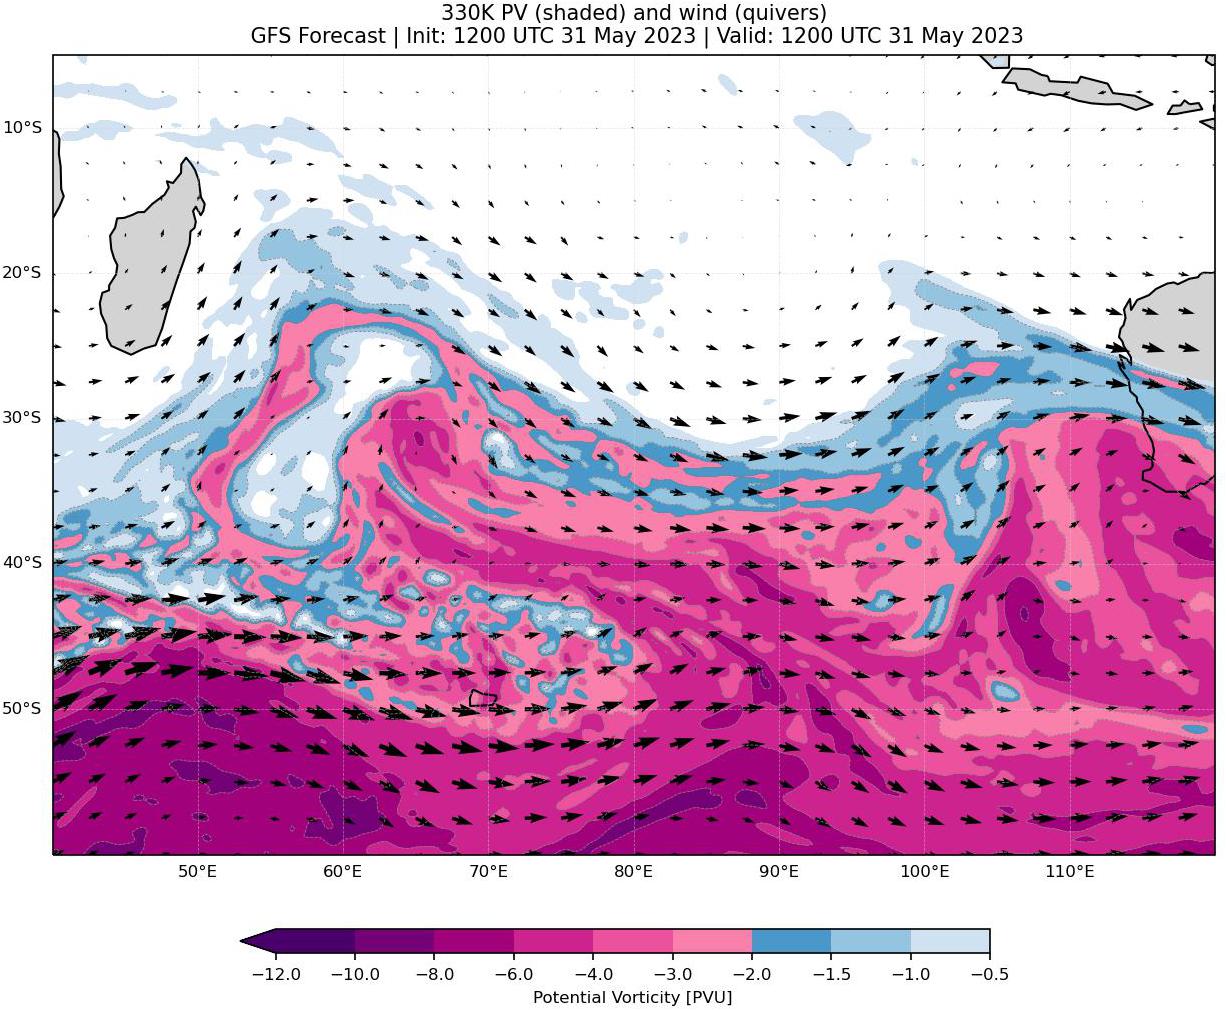 330K PV (shaded) and wind (quivers)
GFS Forecast | Init: 1200 UTC 31 May 2023 | Valid: 1200 UTC 31 May 2023
10°S
20°S
30°S
40°S
50°S
50°E 60°E 70°E 80°E 90°E 100°E 110°E
−12.0 −10.0 −8.0 −6.0 −4.0 −3.0 −2.0 −1.5 −1.0 −0.5
Potential Vorticity [PVU]